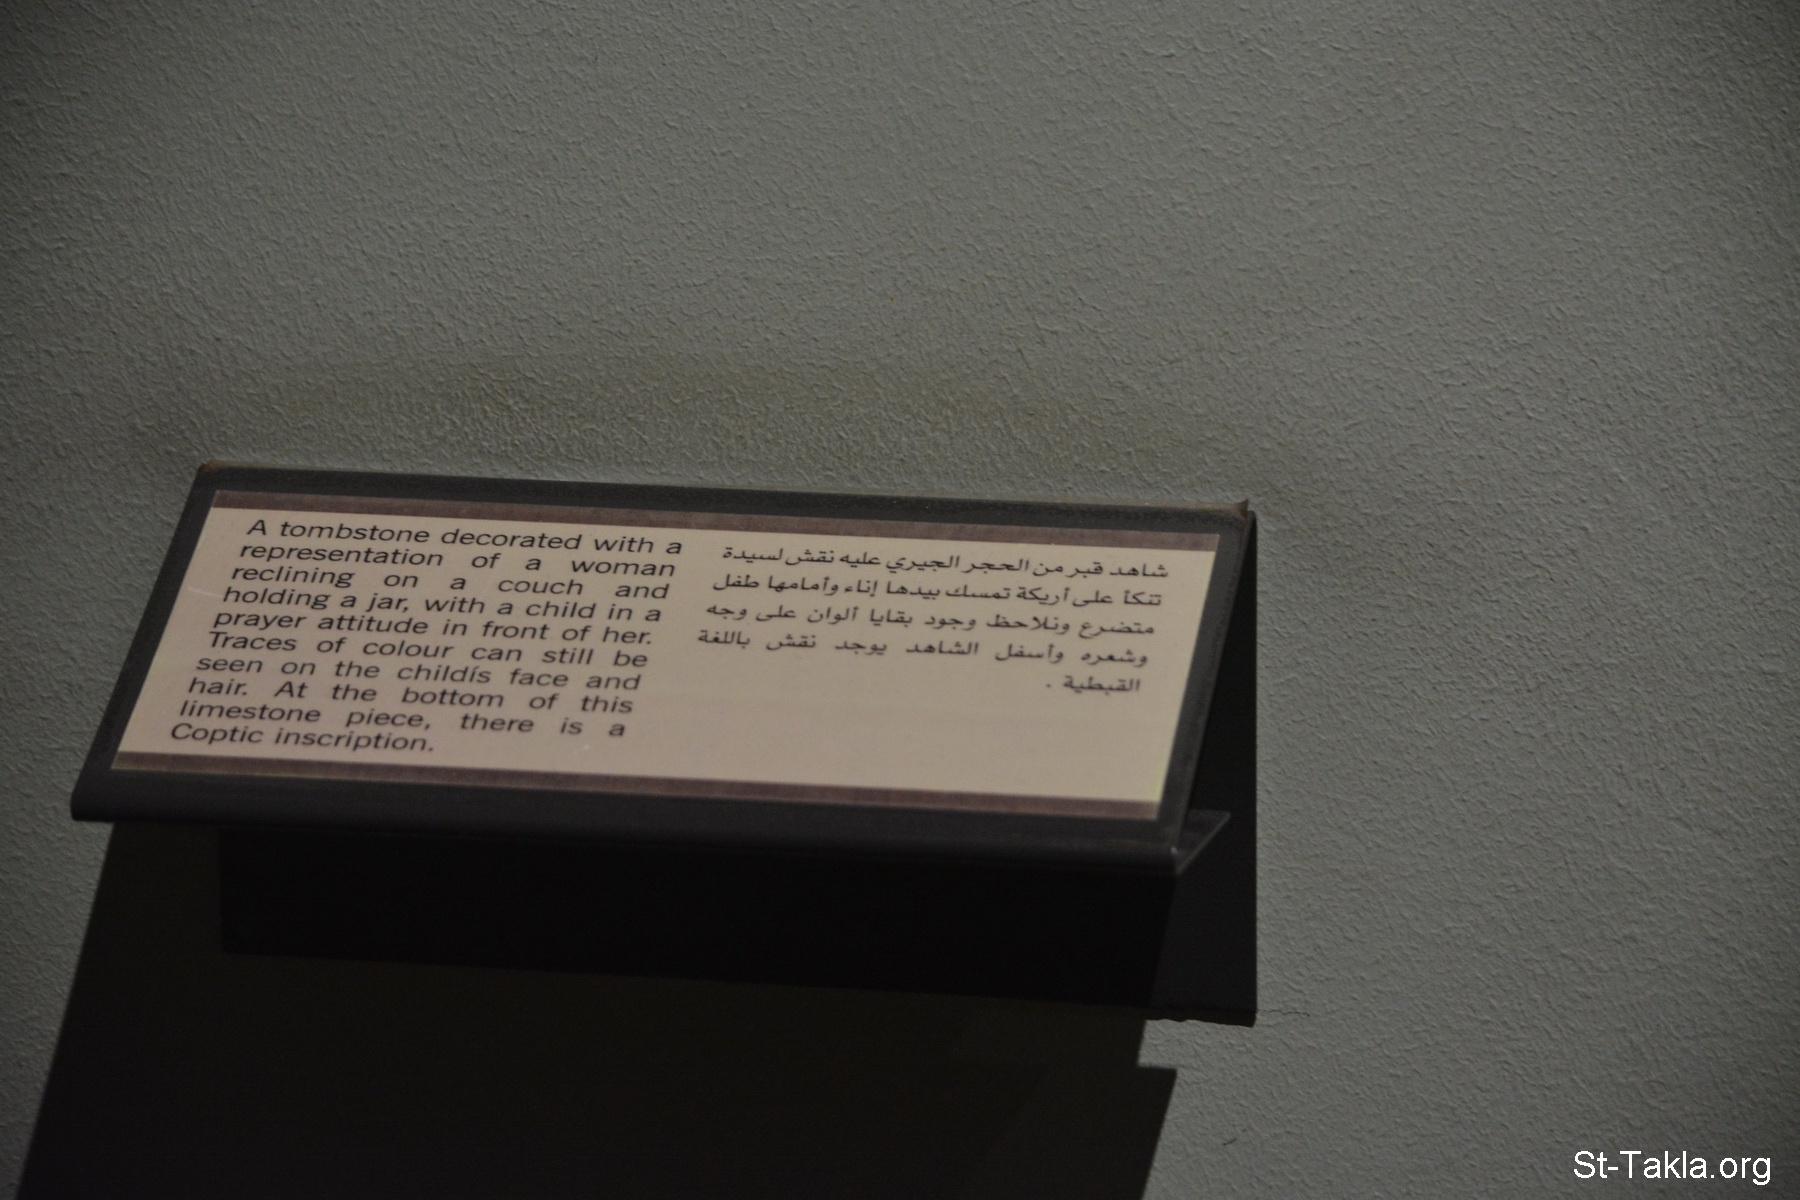 A tombstone decorated with a
representation of a woman
reclining on a couch and
holding a jar, with a child in a
prayer attitude in front of her.
Traces of colour can still be
seen on the childís face and
hair. At the bottom of this
limestone piece, there is a
Coptic inscription.
شاهد قبر من الحجر الجيري عليه نقش لسيدة
تتكأ على أريكة تمسك بيدها إناء وأمامها طفل
متضرع ونلاحظ وجود بقايا ألوان على وجه
وشعره وأسفل الشاهد يوجد نقش باللغة
القبطية .
St-Takla.org